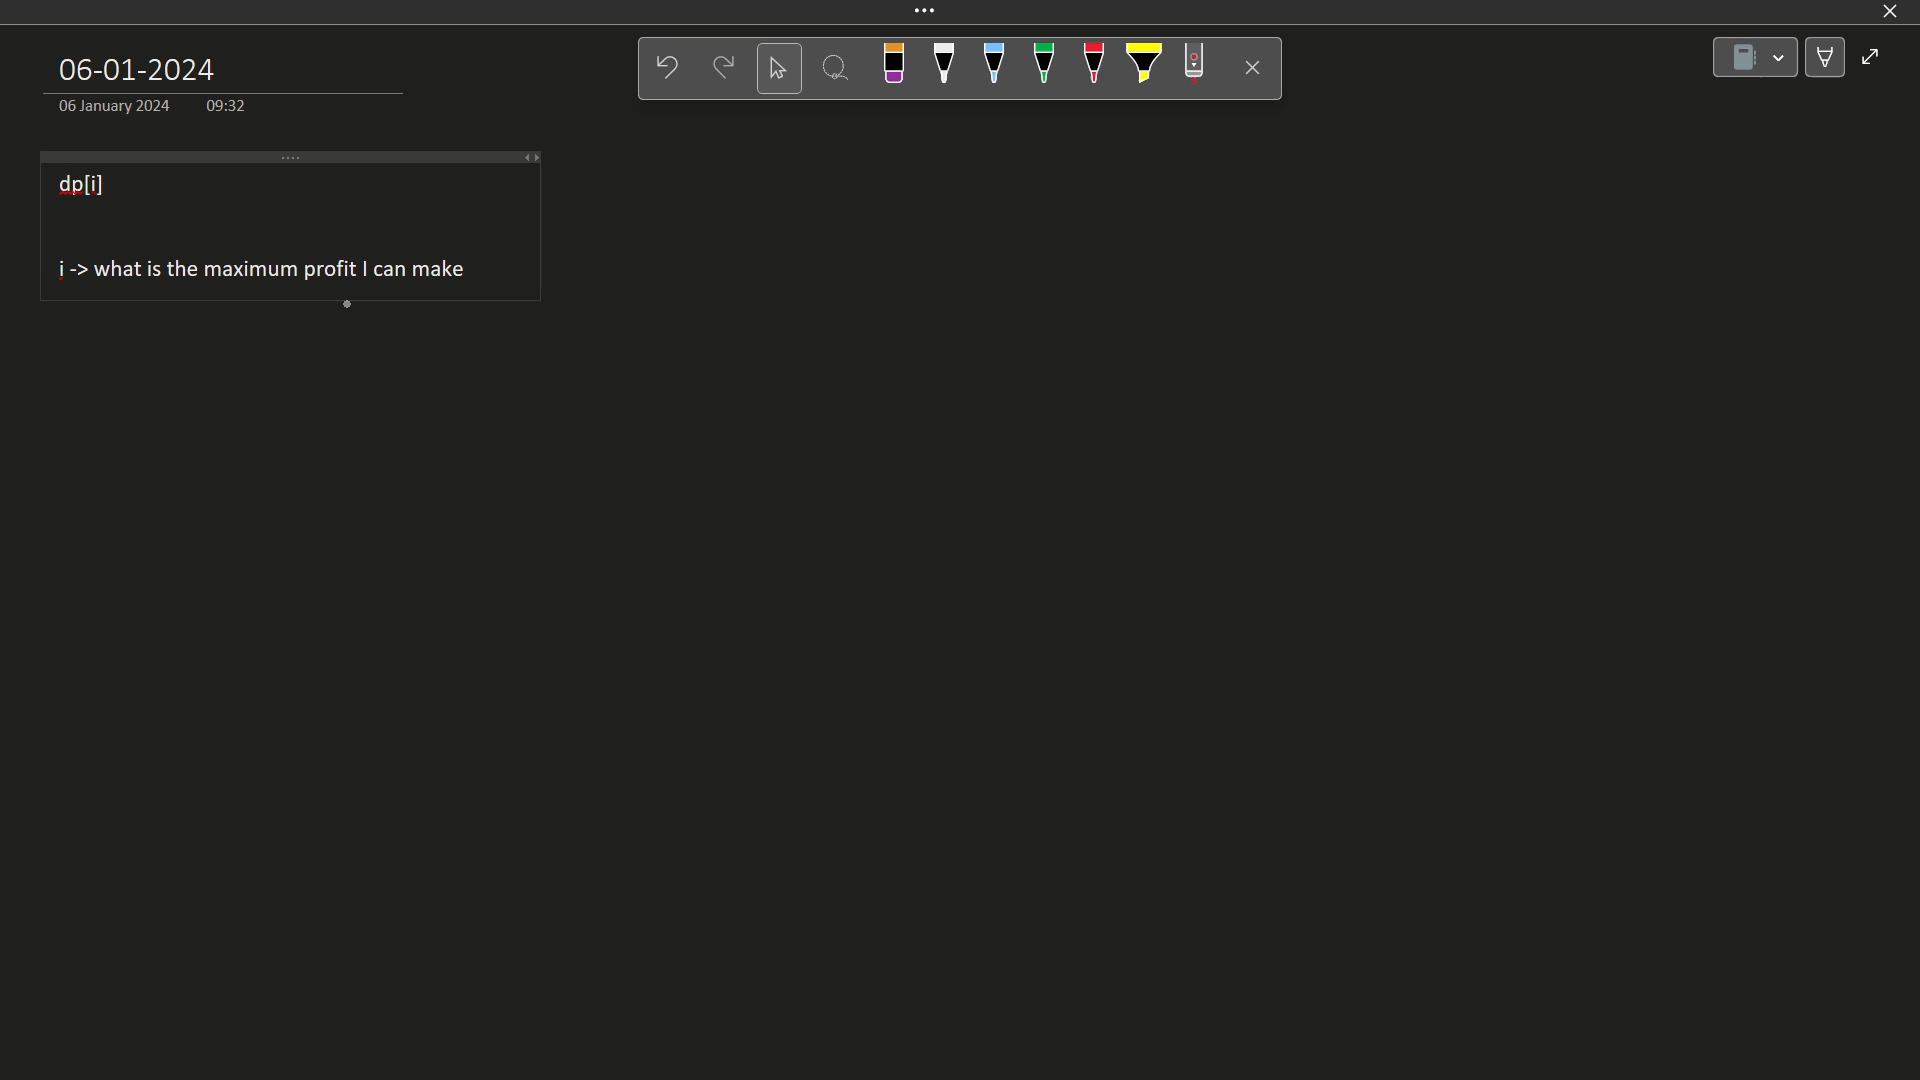 06-01-2024
06 January 2024 09:32
dp[i]
i -> what is the maximum profit I can make